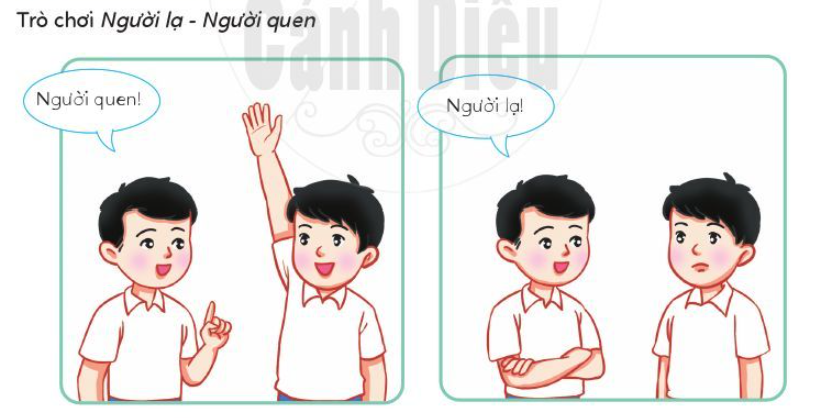 Trò chơi Người lạ - Người quen
Cánh Diều
Người quen!
Người lạ!